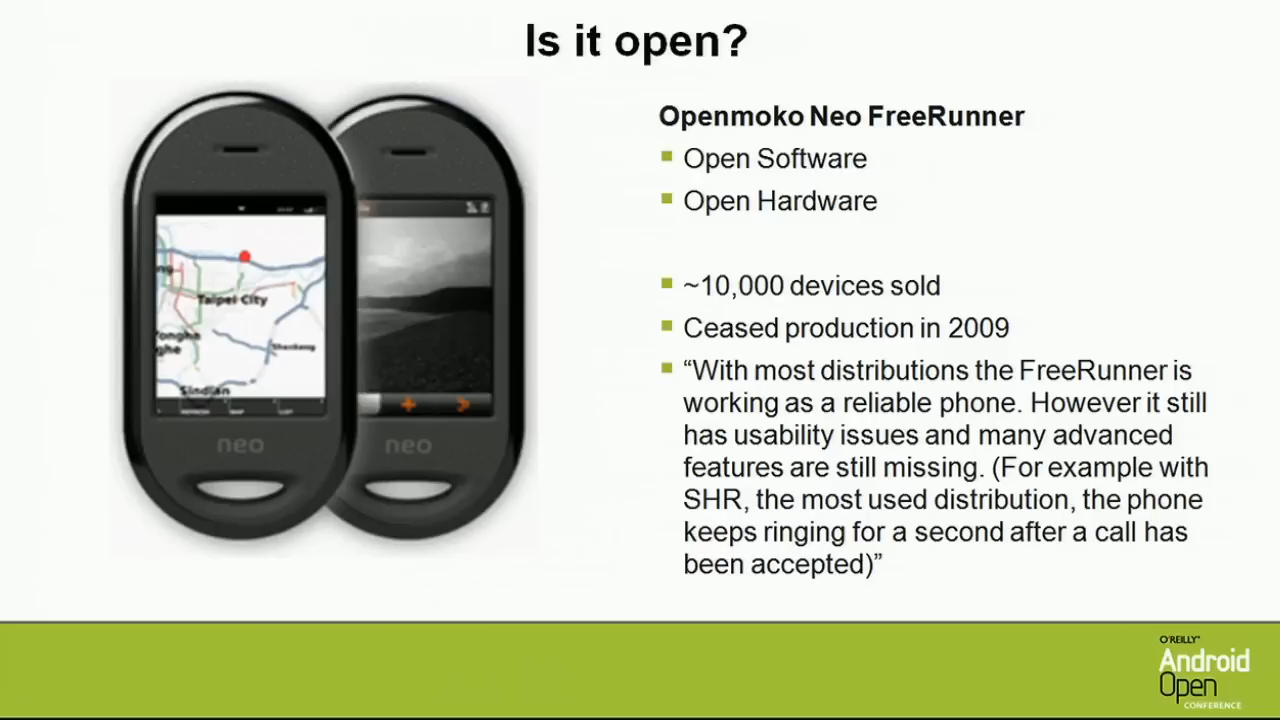 Is it open?
Openmoko Neo FreeRunner
Open Software
Open Hardware
~10,000 devices sold
Ceased production in 2009
“With most distributions the FreeRunner is
working as a reliable phone. However it still
has usability issues and many advanced
features are still missing. (For example with
SHR, the most used distribution, the phone
keeps ringing for a second after a call has
been accepted)”
Taipei City
Shenkeng
Sindian
neo
neo
O'REILLY®
Android
Open
CONFERENCE